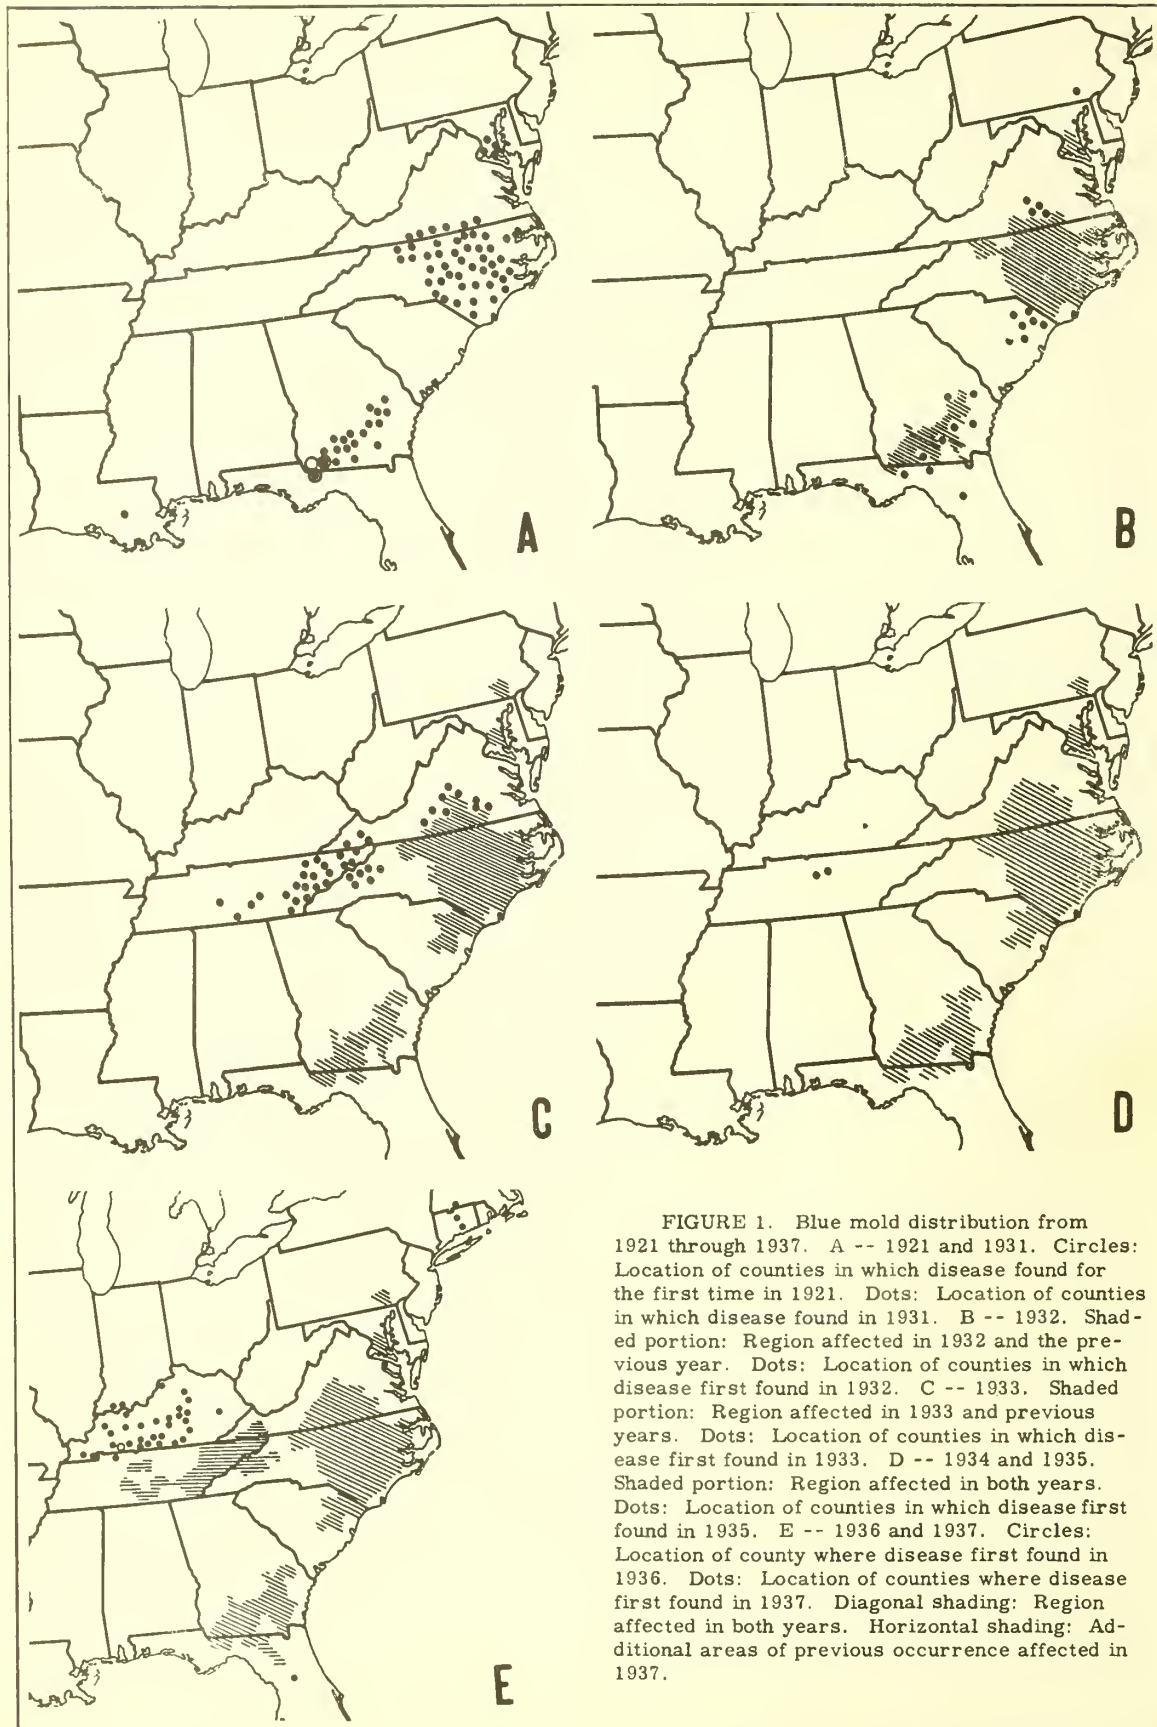 A
B
C
D
E
FIGURE 1. Blue mold distribution from
1921 through 1937. A -- 1921 and 1931. Circles:
Location of counties in which disease found for
the first time in 1921. Dots: Location of counties
in which disease found in 1931. B -- 1932. Shad-
ed portion: Region affected in 1932 and the pre-
vious year. Dots: Location of counties in which
disease first found in 1932. C -- 1933. Shaded
portion: Region affected in 1933 and previous
years. Dots: Location of counties in which dis-
ease first found in 1933. D -- 1934 and 1935.
Shaded portion: Region affected in both years.
Dots: Location of counties in which disease first
found in 1935. E -- 1936 and 1937. Circles:
Location of county where disease first found in
1936. Dots: Location of counties where disease
first found in 1937. Diagonal shading: Region
affected in both years. Horizontal shading: Ad-
ditional areas of previous occurrence affected in
1937.